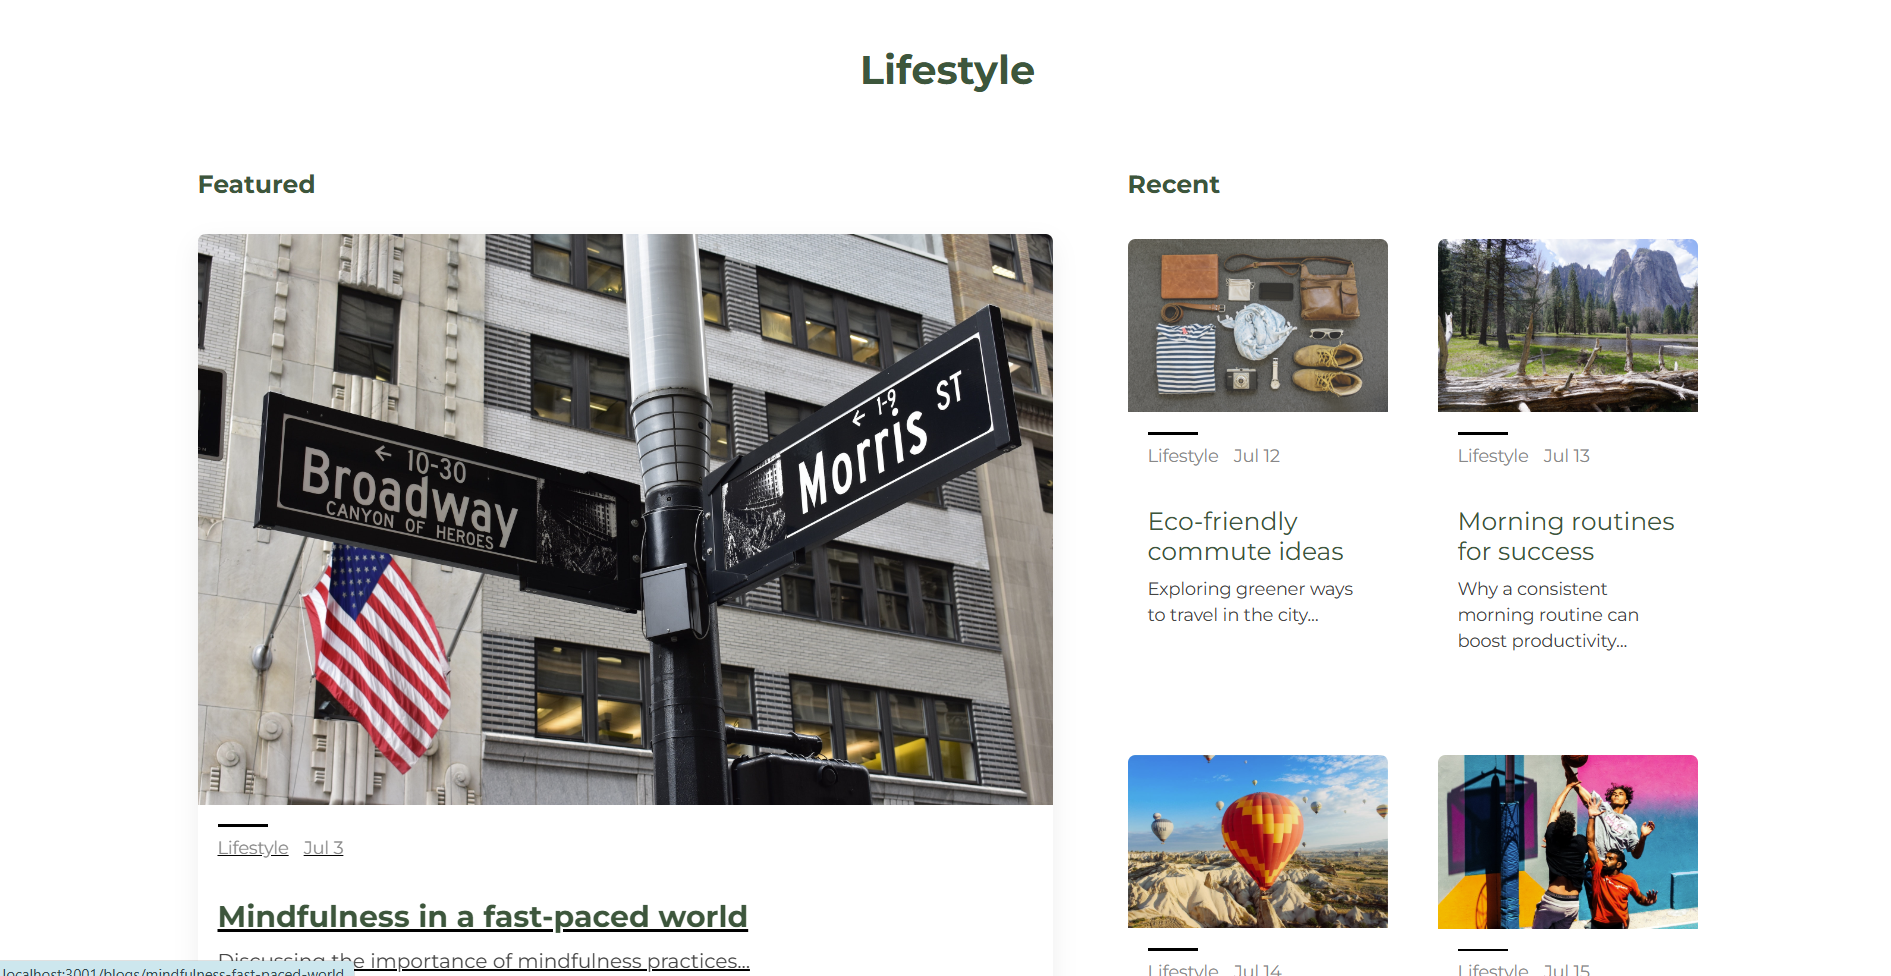 Lifestyle
Featured
← 10-30
Broadway
CANYON OF HEROES
← 1-9
Morris ST
Lifestyle Jul 3
Mindfulness in a fast-paced world
Discussing the importance of mindfulness practices...
Recent
Lifestyle Jul 12
Eco-friendly
commute ideas
Exploring greener ways
to travel in the city...
Lifestyle Jul 13
Morning routines
for success
Why a consistent
morning routine can
boost productivity...
Lifestyle Jul 14
Lifestyle Jul 15
localhost:3001/blogs/mindfulness-fast-paced-world